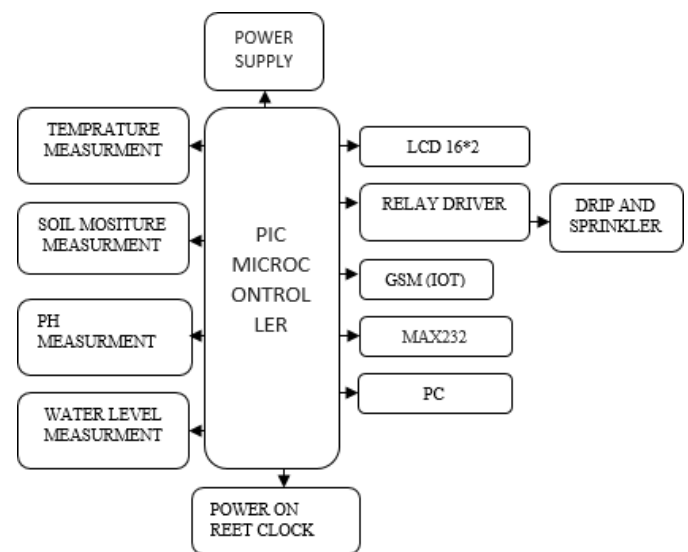 POWER
SUPPLY
TEMPRATURE
MEASURMENT
SOIL MOSITURE
MEASURMENT
PH
MEASURMENT
WATER LEVEL
MEASURMENT
PIC
MICROC
ONTROL
LER
LCD 16*2
RELAY DRIVER
DRIP AND
SPRINKLER
GSM (IOT)
MAX232
PC
POWER ON
REET CLOCK